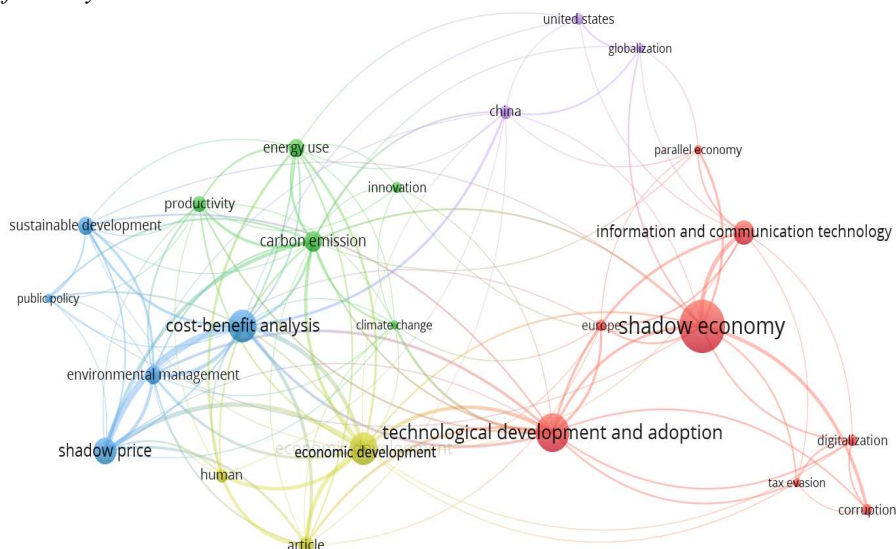 united states
globalization
china
energy use
parallel economy
innovation
productivity
sustainable development
information and communication technology
carbon emission
public policy
cost-benefit analysis
climate change
europe
shadow economy
environmental management
technological development and adoption
digitalization
shadow price
economic development
human
tax evasion
corruption
article